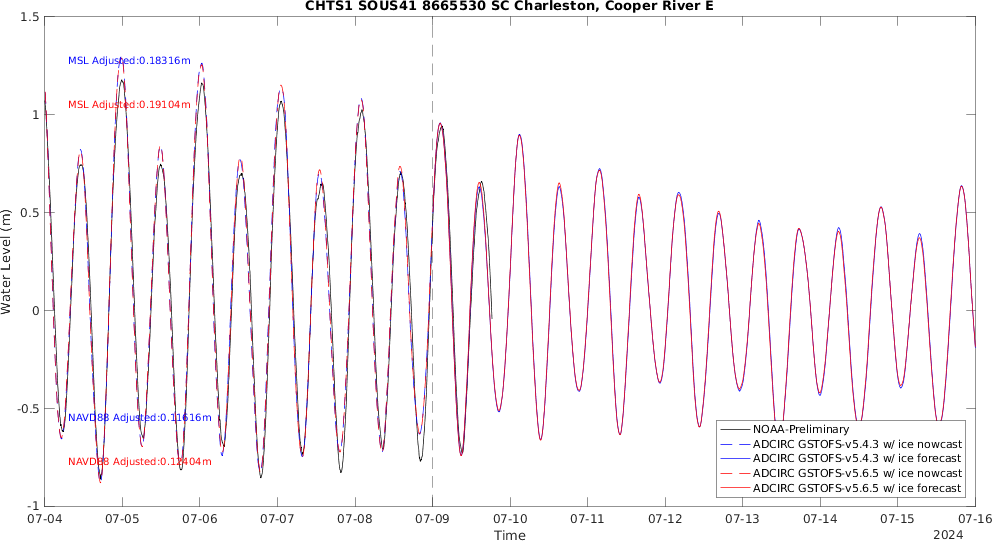 CHTS1 SOUS41 8665530 SC Charleston, Cooper River E
1.5
1
0.5
0
-0.5
-1
Water Level (m)
MSL Adjusted:0.18316m
MSL Adjusted:0.19104m
NAVD88 Adjusted:0.11616m
NAVD88 Adjusted:0.12404m
NOAA-Preliminary
ADCIRC GSTOFS-v5.4.3 w/ ice nowcast
ADCIRC GSTOFS-v5.4.3 w/ ice forecast
ADCIRC GSTOFS-v5.6.5 w/ ice nowcast
ADCIRC GSTOFS-v5.6.5 w/ ice forecast
07-04 07-05 07-06 07-07 07-08 07-09 07-10 07-11 07-12 07-13 07-14 07-15 07-16
Time
2024